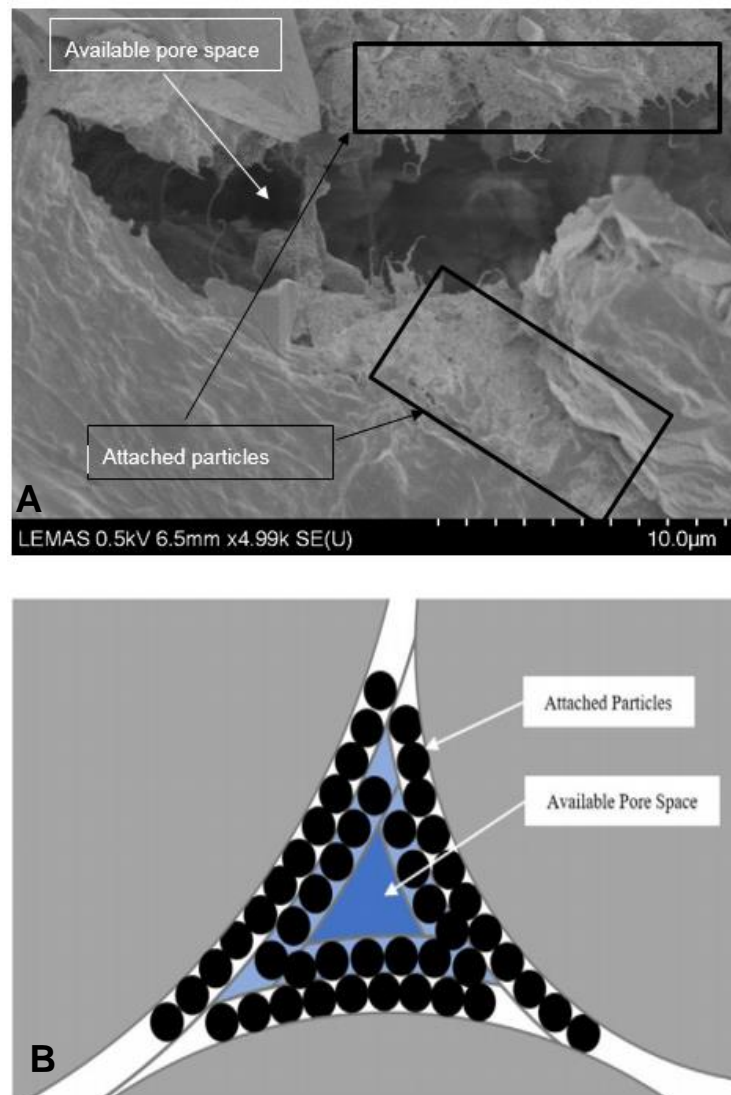 Available pore space
Attached particles
A
LEMAS 0.5kV 6.5mm x4.99k SE(U) 10.0µm
Attached Particles
Available Pore Space
B